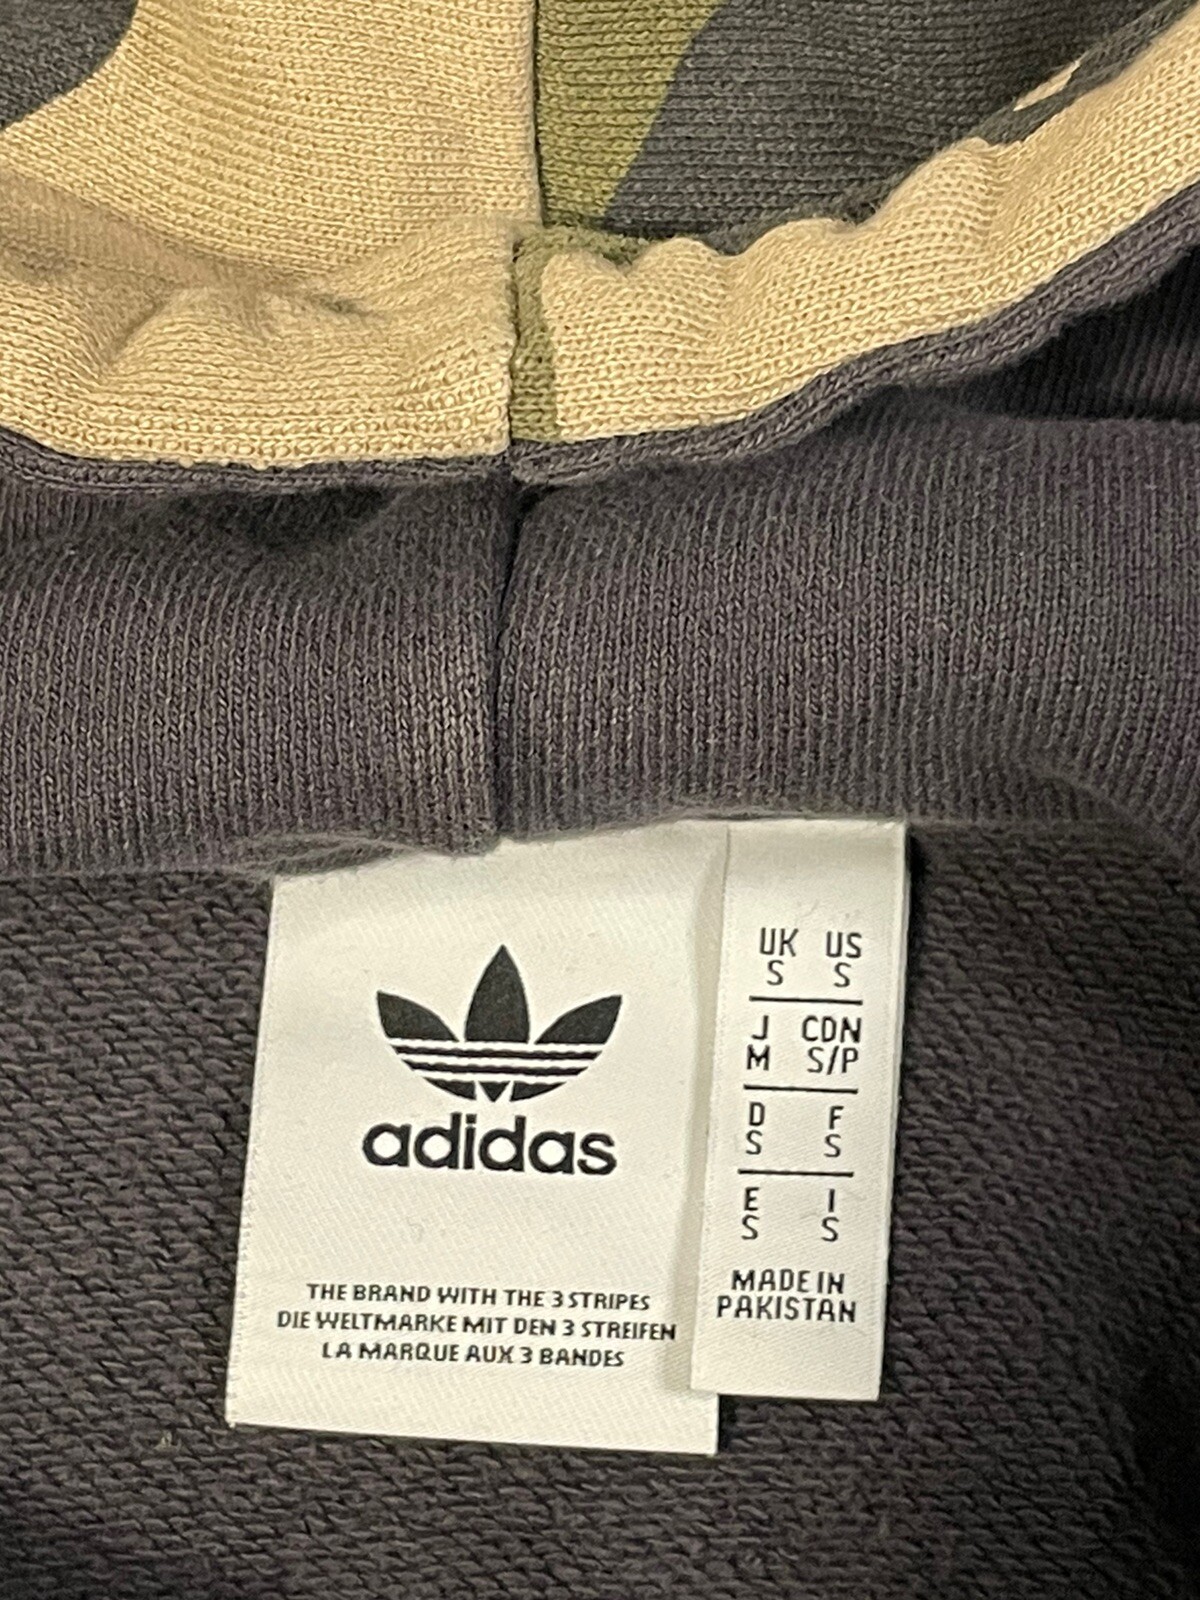 adidas
THE BRAND WITH THE 3 STRIPES
DIE WELTMARKE MIT DEN 3 STREIFEN
LA MARQUE AUX 3 BANDES
UK US
S S
J CDN
M S/P
D F
S S
E I
S S
MADE IN
PAKISTAN